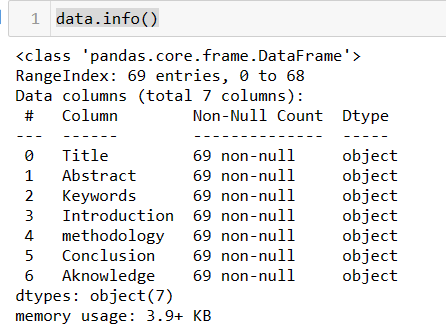 1 data.info()
<class 'pandas.core.frame.DataFrame'>
RangeIndex: 69 entries, 0 to 68
Data columns (total 7 columns):
 #   Column        Non-Null Count  Dtype
---  ------        --------------  -----
 0   Title         69 non-null     object
 1   Abstract      69 non-null     object
 2   Keywords      69 non-null     object
 3   Introduction  69 non-null     object
 4   methodology   69 non-null     object
 5   Conclusion    69 non-null     object
 6   Aknowledge    69 non-null     object
dtypes: object(7)
memory usage: 3.9+ KB